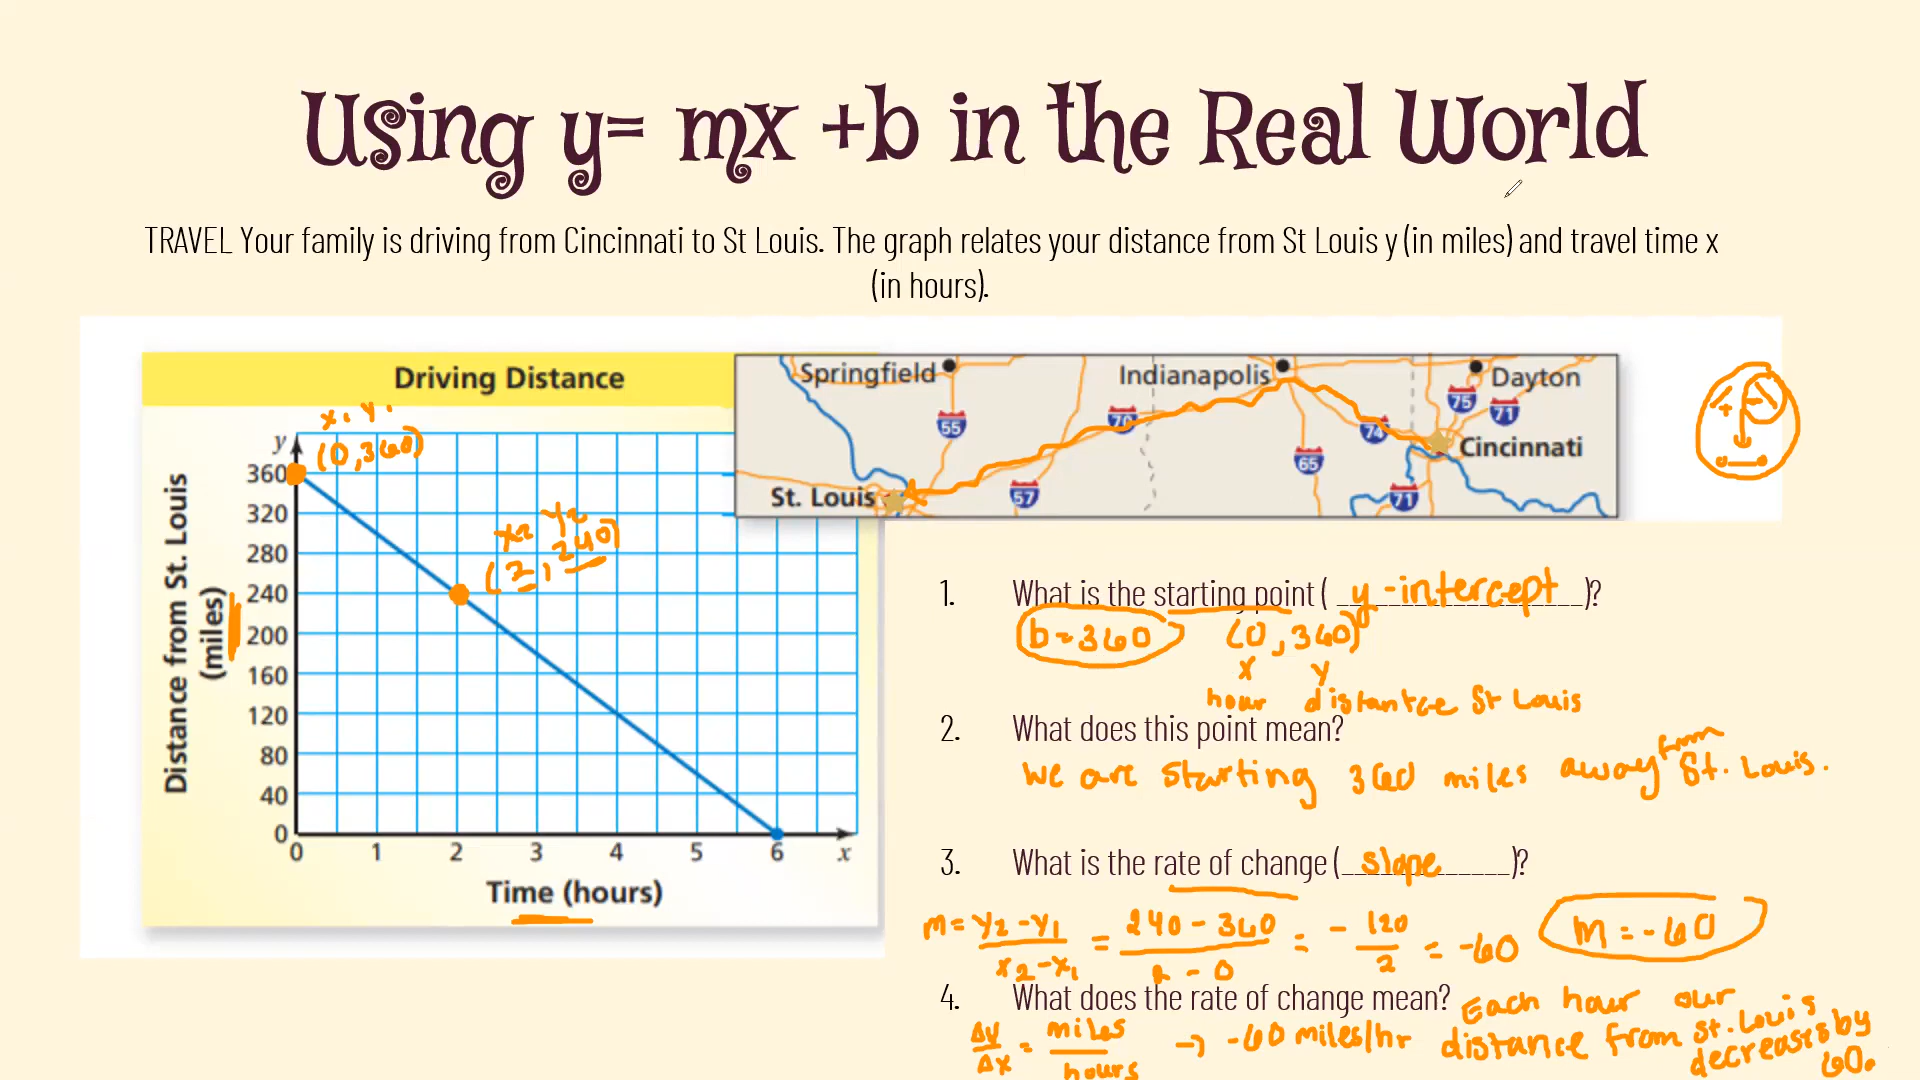 Using y= mx +b in the Real World
TRAVEL Your family is driving from Cincinnati to St Louis. The graph relates your distance from St Louis y (in miles) and travel time x
(in hours).
Driving Distance
x₁ y₁
(0,360)
x2 y2
(2, 240)
y
360
320
280
240
200
160
120
80
40
0
0 1 2 3 4 5 6 x
Distance from St. Louis
(miles)
Time (hours)
Springfield
Indianapolis
Dayton
Cincinnati
St. Louis
55
70
57
65
74
75
71
71
+ -
0
1. What is the starting point ( y-intercept )?
b=360 (0,360)
x y
hour distantce St Louis
2. What does this point mean?
we are starting 360 miles away from St. Louis.
3. What is the rate of change ( slope )?
m = y2 - y1 / x2 - x1 = 240 - 360 / 2 - 0 = - 120 / 2 = -60 m = -60
4. What does the rate of change mean? Each hour our
Δy / Δx = miles / hours → -60 miles/hr distance from St. Louis
decreases by
60.